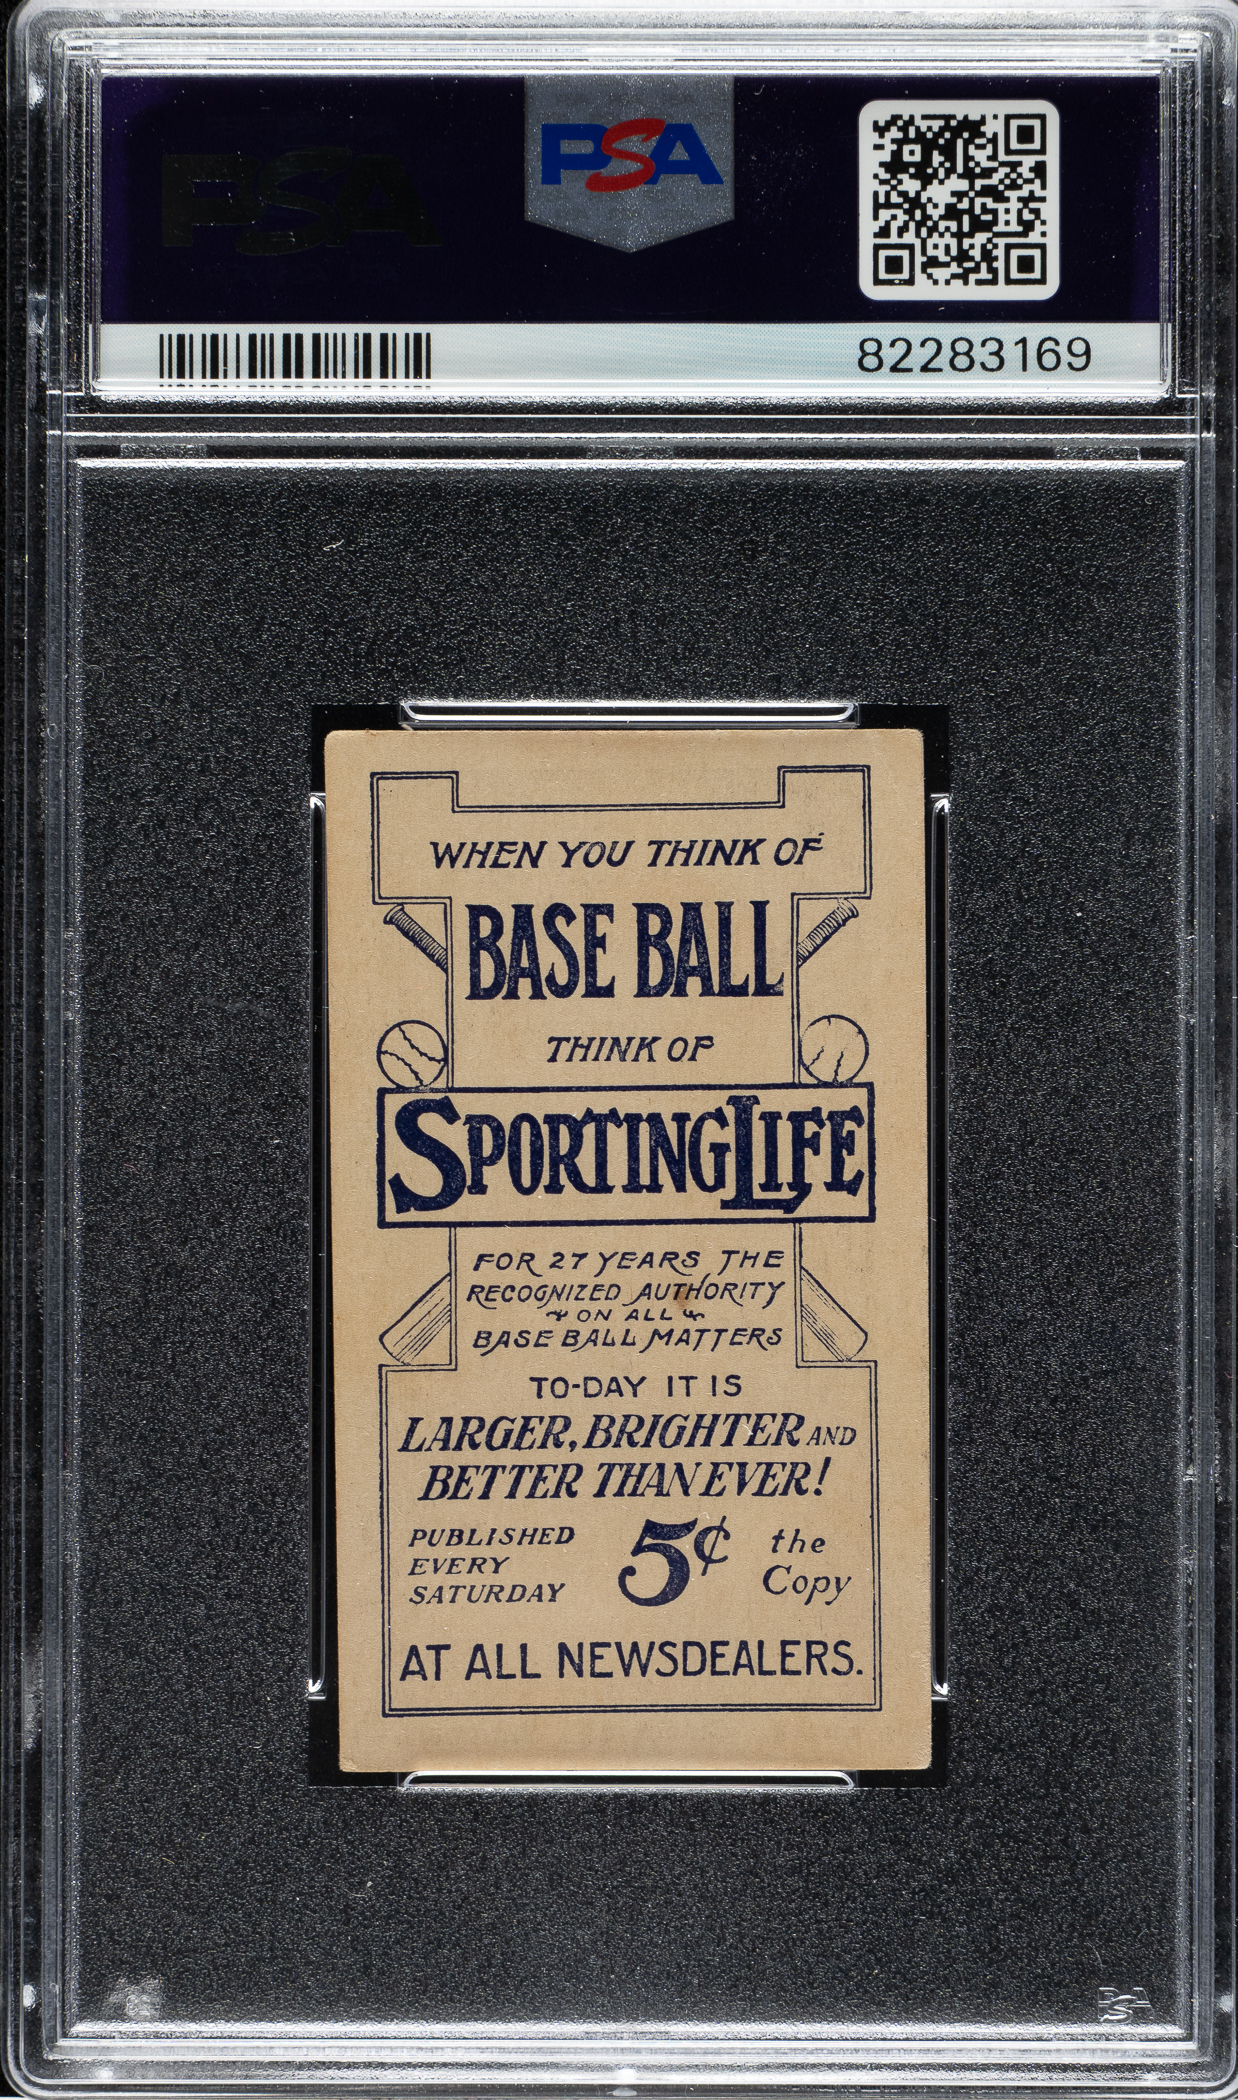 PSA
PSA
82283169
WHEN YOU THINK OF
BASE BALL
THINK OF
SPORTING LIFE
FOR 27 YEARS THE
RECOGNIZED AUTHORITY
ON ALL
BASE BALL MATTERS
TO-DAY IT IS
LARGER, BRIGHTER AND
BETTER THAN EVER!
PUBLISHED
EVERY
SATURDAY
5¢
the
Copy
AT ALL NEWSDEALERS.
PSA